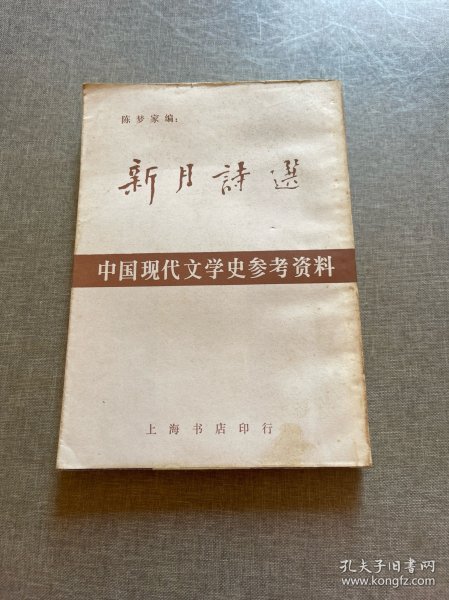 陈梦家编：
新月詩選
中国现代文学史参考资料
上海书店印行
孔夫子旧书网
www.kongfz.com